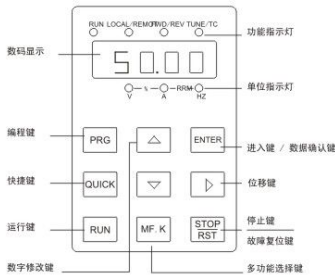 RUN LOCAL/REMOT FWD/REV TUNE/TC
功能指示灯
数码显示
50.00
单位指示灯
% RRM
V A HZ
编程键
PRG
ENTER
进入键 / 数据确认键
快捷键
QUICK
位移键
运行键
RUN
MF. K
STOP
RST
停止键
故障复位键
数字修改键
多功能选择键